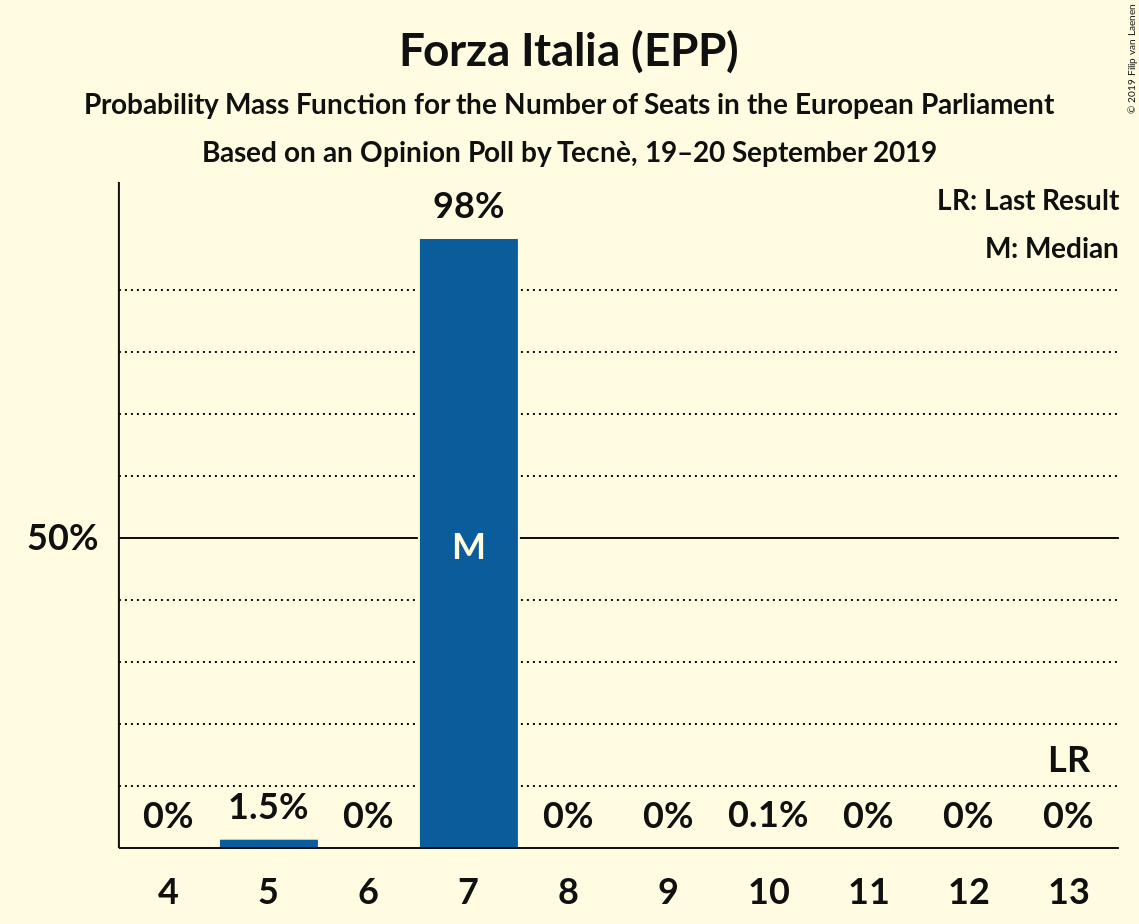 Forza Italia (EPP)
Probability Mass Function for the Number of Seats in the European Parliament
Based on an Opinion Poll by Tecnè, 19–20 September 2019
© 2019 Filip van Laenen
LR: Last Result
M: Median
98%
50%
M
LR
0% 1.5% 0% 0% 0% 0.1% 0% 0% 0%
4 5 6 7 8 9 10 11 12 13